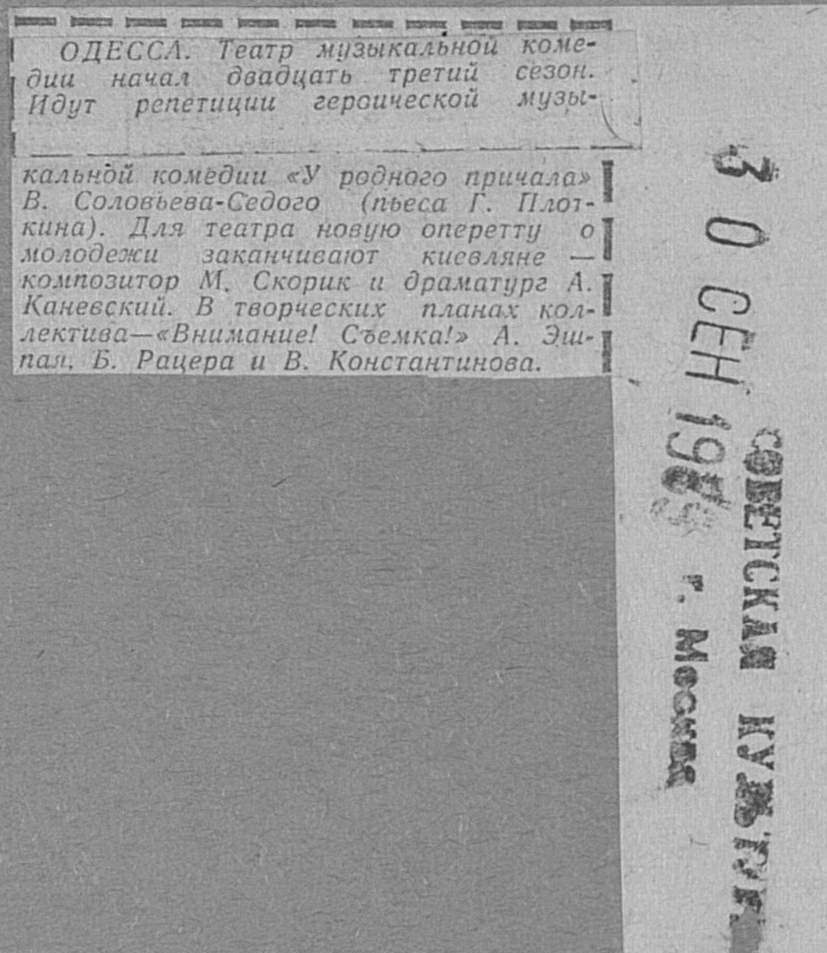 ОДЕССА. Театр музыкальной коме-
дии начал двадцать третий сезон.
Идут репетиции героической музы-
кальной комедии «У родного причала»
В. Соловьева-Седого (пьеса Г. Плот-
кина). Для театра новую оперетту о
молодежи заканчивают киевляне —
композитор М. Скорик и драматург А.
Каневский. В творческих планах кол-
лектива—«Внимание! Съемка!» А. Эш-
пая, Б. Рацера и В. Константинова.
30 СЕН
СОВЕТСКАЯ
г. Москва